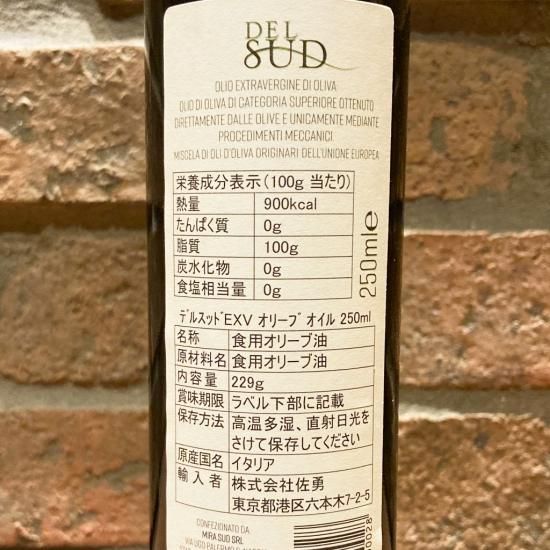 DEL
SUD
OLIO EXTRAVERGINE DI OLIVA
OLIO DI OLIVA DI CATEGORIA SUPERIORE OTTENUTO
DIRETTAMENTE DALLE OLIVE E UNICAMENTE MEDIANTE
PROCEDIMENTI MECCANICI.
MISCELA DI OLI D'OLIVA ORIGINARI DELL'UNIONE EUROPEA
栄養成分表示(100g 当たり)
熱量 900kcal
たんぱく質 0g
脂質 100g
炭水化物 0g
食塩相当量 0g
250ml℮
ﾃﾞﾙｽｯﾄﾞEXV ｵﾘｰﾌﾞ ｵｲﾙ 250ml
名称 食用オリーブ油
原材料名 食用オリーブ油
内容量 229g
賞味期限 ラベル下部に記載
保存方法 高温多湿、直射日光を
さけて保存してください
原産国名 イタリア
輸入者 株式会社佐勇
東京都港区六本木7-2-5
CONFEZIONATO DA
MIRA SUD SRL